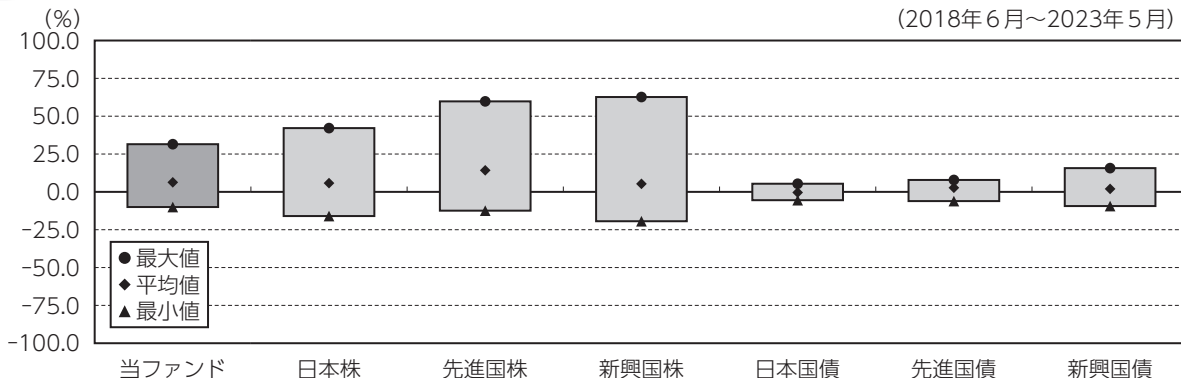 (%)
(2018年6月～2023年5月)
100.0
75.0
50.0
25.0
0.0
-25.0
-50.0
-75.0
-100.0
●最大値
◆平均値
▲最小値
当ファンド 日本株 先進国株 新興国株 日本国債 先進国債 新興国債